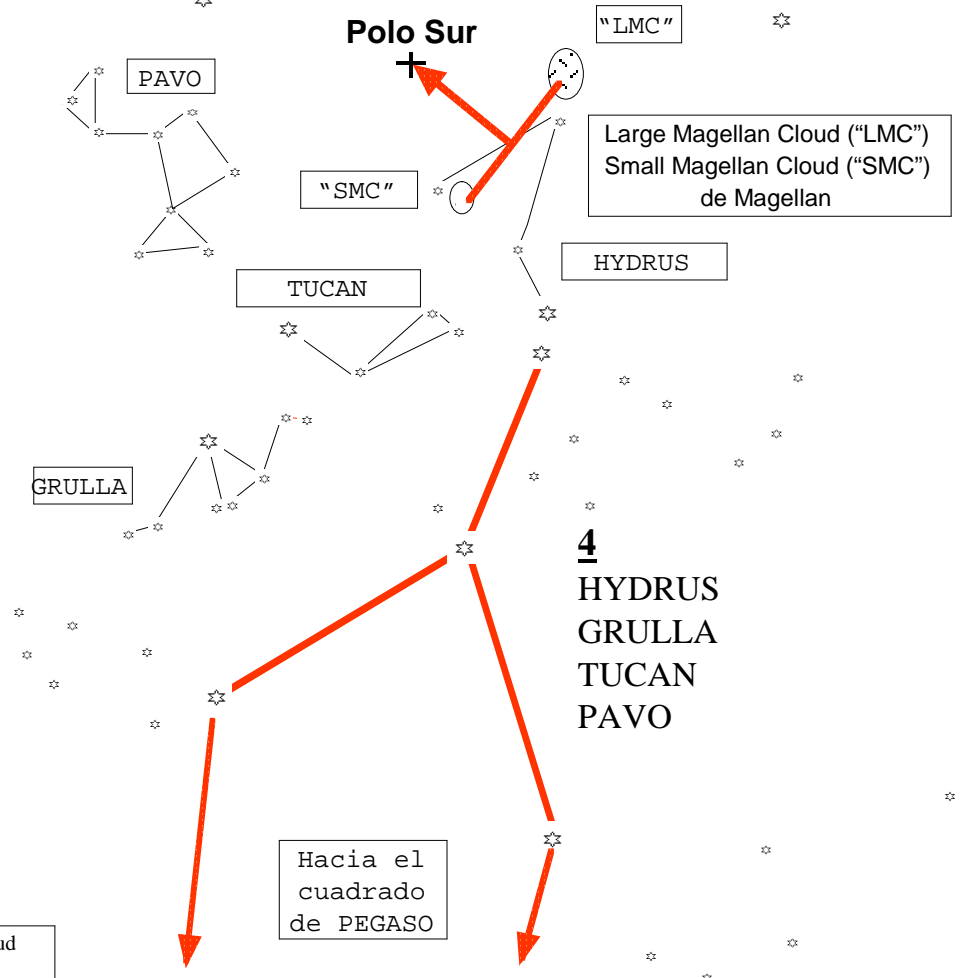 "LMC"
Polo Sur
PAVO
Large Magellan Cloud ("LMC")
Small Magellan Cloud ("SMC")
de Magellan
"SMC"
HYDRUS
TUCAN
GRULLA
4
HYDRUS
GRULLA
TUCAN
PAVO
Hacia el
cuadrado
de PEGASO